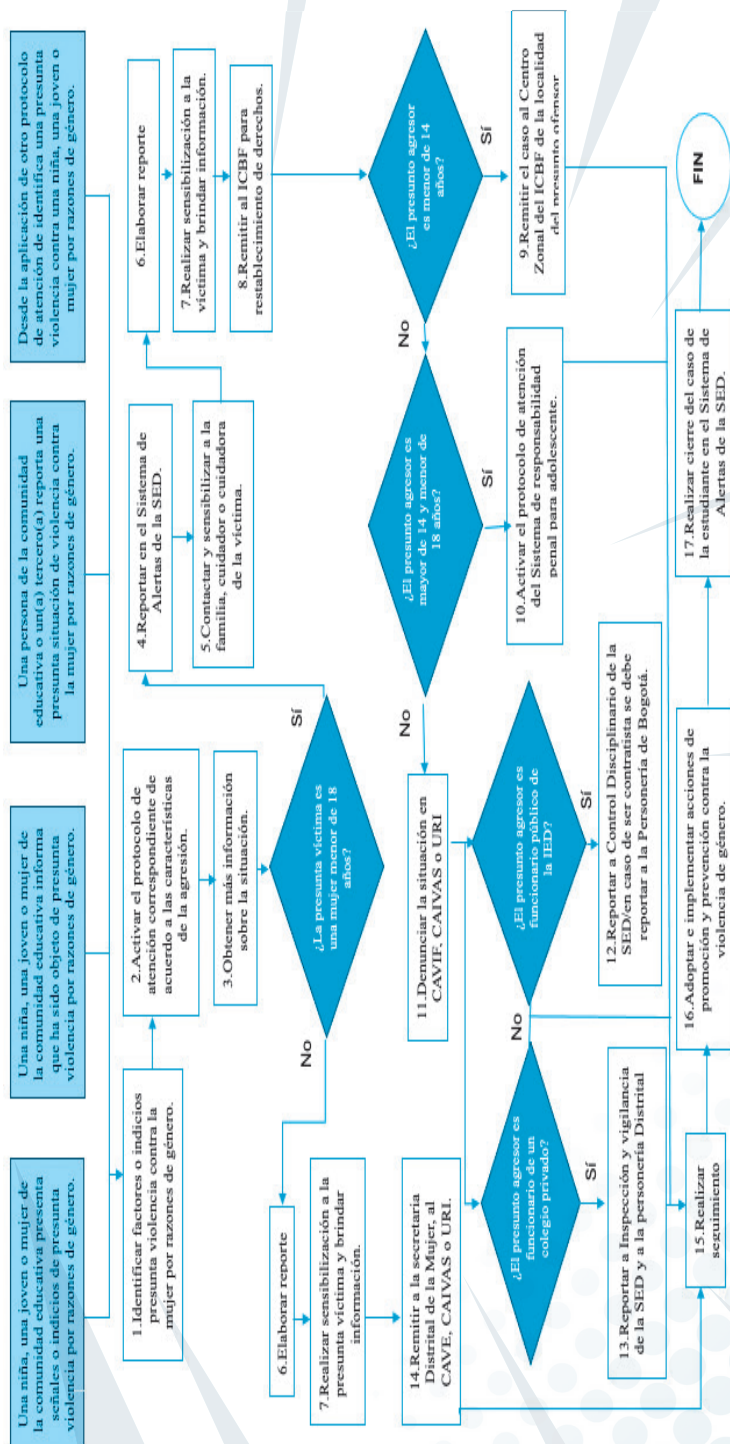 Una niña, una joven o mujer de
la comunidad educativa presenta
señales o indicios de presunta
violencia por razones de género.
Una niña, una joven o mujer de
la comunidad educativa informa
que ha sido objeto de presunta
violencia por razones de género.
Una persona de la comunidad
educativa o un(a) tercero(a) reporta una
presunta situación de violencia contra
la mujer por razones de género.
Desde la aplicación de otro protocolo
de atención de identifica una presunta
violencia contra una niña, una joven o
mujer por razones de género.
1.Identificar factores o indicios
presunta violencia contra la
mujer por razones de género.
2.Activar el protocolo de
atención correspondiente de
acuerdo a las características
de la agresión.
3.Obtener más información
sobre la situación.
¿La presunta víctima es
una mujer menor de 18
años?
No
Sí
4.Reportar en el Sistema de
Alertas de la SED.
5.Contactar y sensibilizar a la
familia, cuidador o cuidadora
de la víctima.
6.Elaborar reporte
7.Realizar sensibilización a la
víctima y brindar información.
8.Remitir al ICBF para
restablecimiento de derechos.
6.Elaborar reporte
7.Realizar sensibilización a la
presunta víctima y brindar
información.
14.Remitir a la secretaria
Distrital de la Mujer, al
CAVE, CAIVAS o URI.
¿El presunto agresor
es menor de 14
años?
No
Sí
9.Remitir el caso al Centro
Zonal del ICBF de la localidad
del presunto ofensor
¿El presunto agresor es
mayor de 14 y menor de
18 años?
No
Sí
10.Activar el protocolo de atención
del Sistema de responsabilidad
penal para adolescente.
11.Denunciar la situación en
CAVIF, CAIVAS o URI
¿El presunto agresor es
funcionario público de
la IED?
No
Sí
12.Reportar a Control Disciplinario de la
SED/en caso de ser contratista se debe
reportar a la Personería de Bogotá.
¿El presunto agresor es
funcionario de un
colegio privado?
Sí
13.Reportar a Inspección y vigilancia
de la SED y a la personería Distrital
15.Realizar
seguimiento
16.Adoptar e implementar acciones de
promoción y prevención contra la
violencia de género.
17.Realizar cierre del caso de
la estudiante en el Sistema de
Alertas de la SED.
FIN